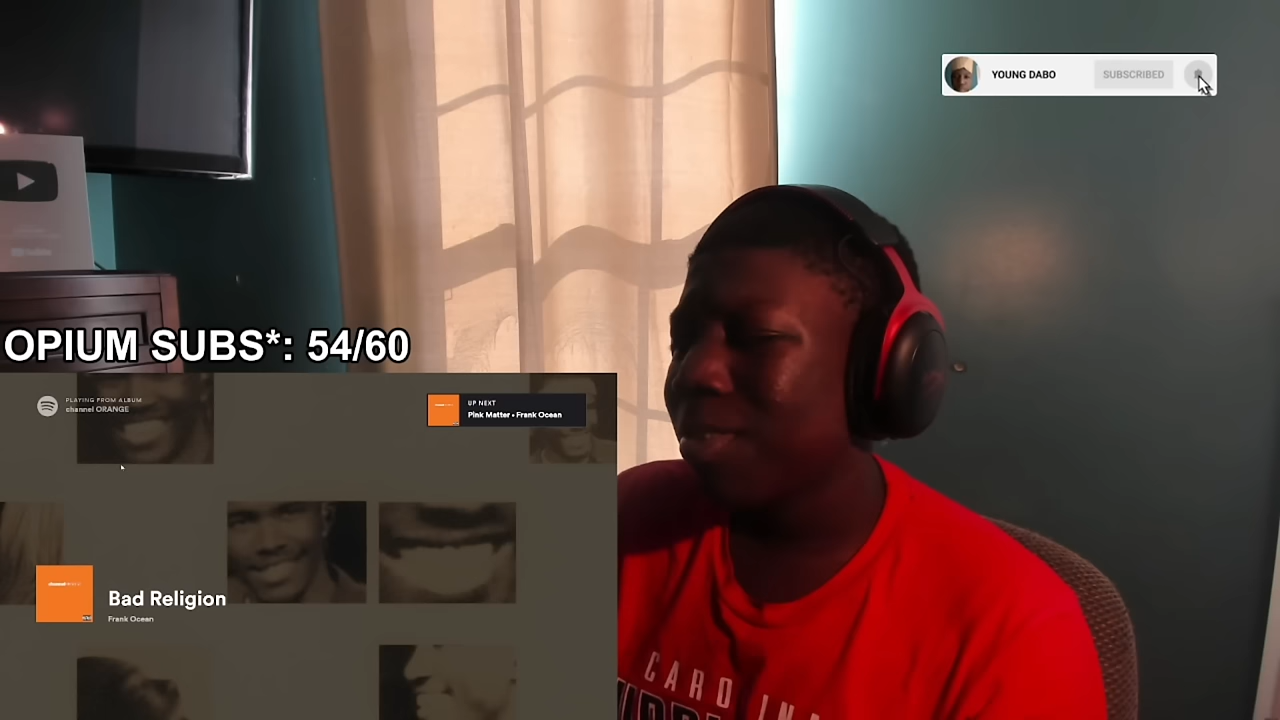 YOUNG DABO
SUBSCRIBED
OPIUM SUBS*: 54/60
PLAYING FROM ALBUM
channel ORANGE
UP NEXT
Pink Matter • Frank Ocean
Bad Religion
Frank Ocean
CAROLINA